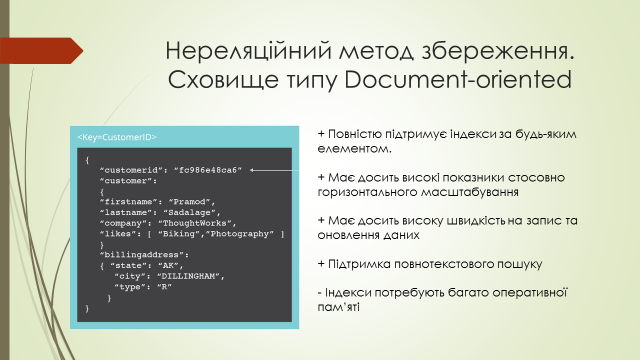 Нереляційний метод збереження.
Сховище типу Document-oriented
<Key=CustomerID>
{
"customerid": "fc986e48ca6"
"customer":
{
"firstname": "Pramod",
"lastname": "Sadalage",
"company": "ThoughtWorks",
"likes": [ "Biking","Photography" ]
}
"billingaddress":
{ "state": "AK",
"city": "DILLINGHAM",
"type": "R"
}
}
+ Повністю підтримує індекси за будь-яким
елементом.
+ Має досить високі показники стосовно
горизонтального масштабування
+ Має досить високу швидкість на запис та
оновлення даних
+ Підтримка повнотекстового пошуку
- Індекси потребують багато оперативної
пам'яті